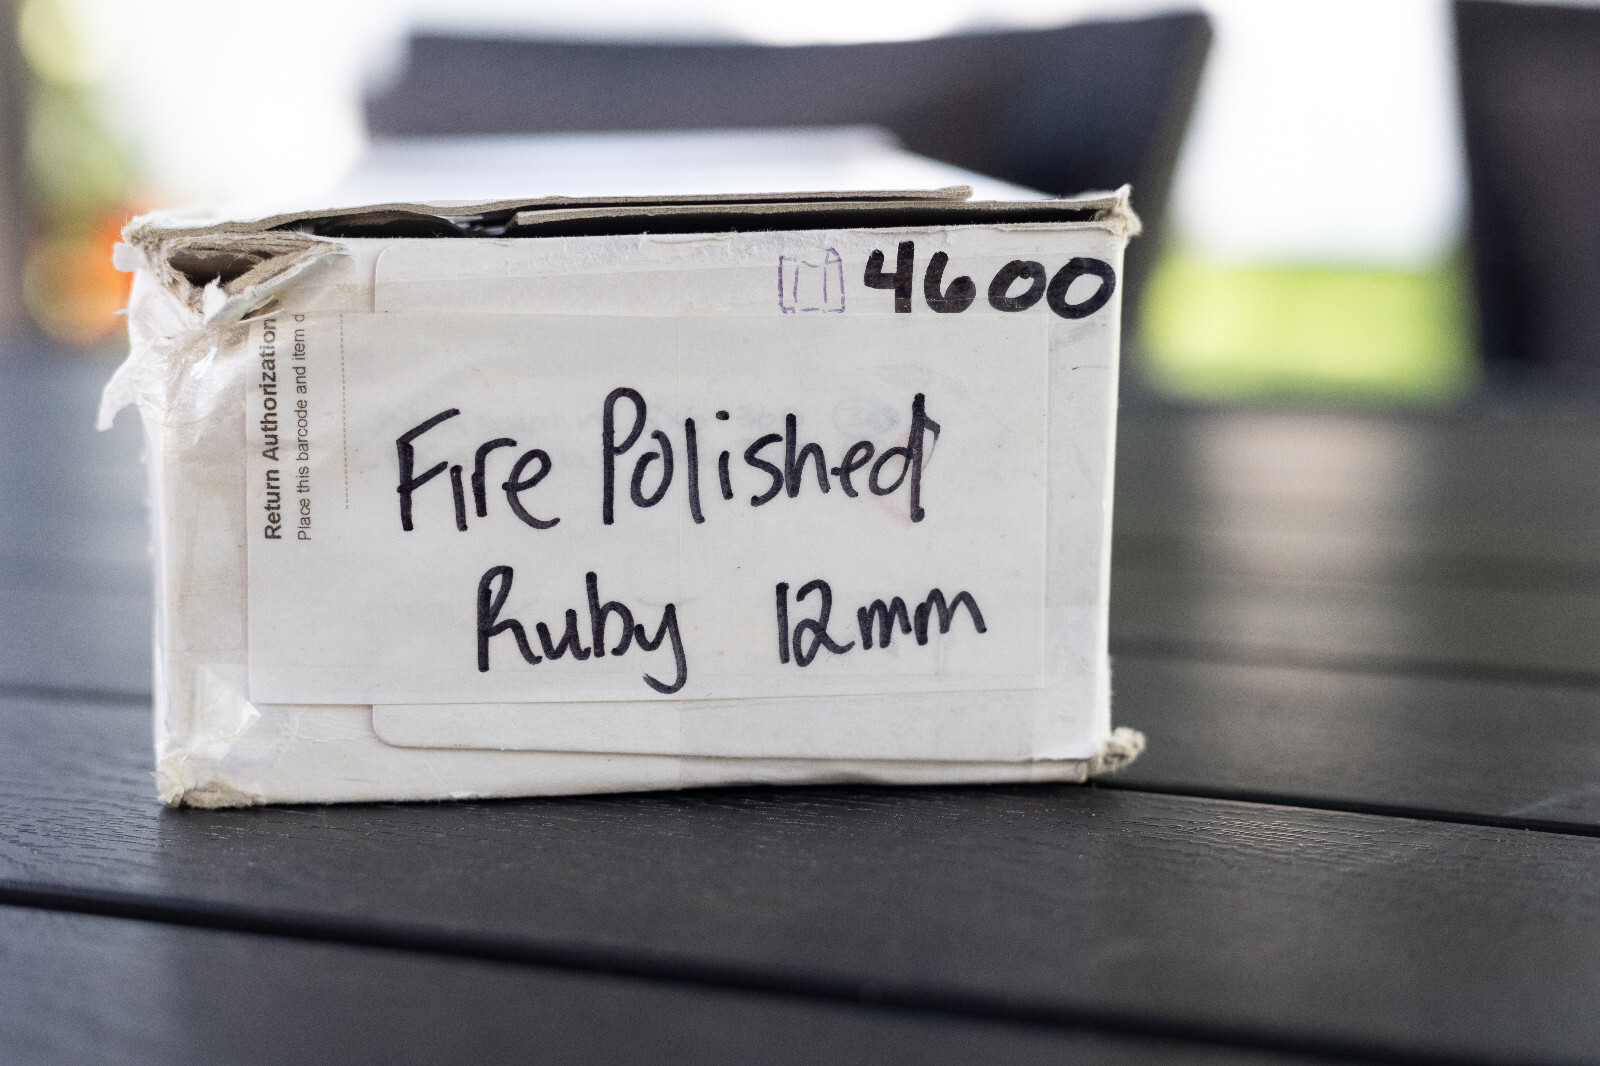 4600
Fire Polished
Ruby 12mm
Return Authorization
Place this barcode and item